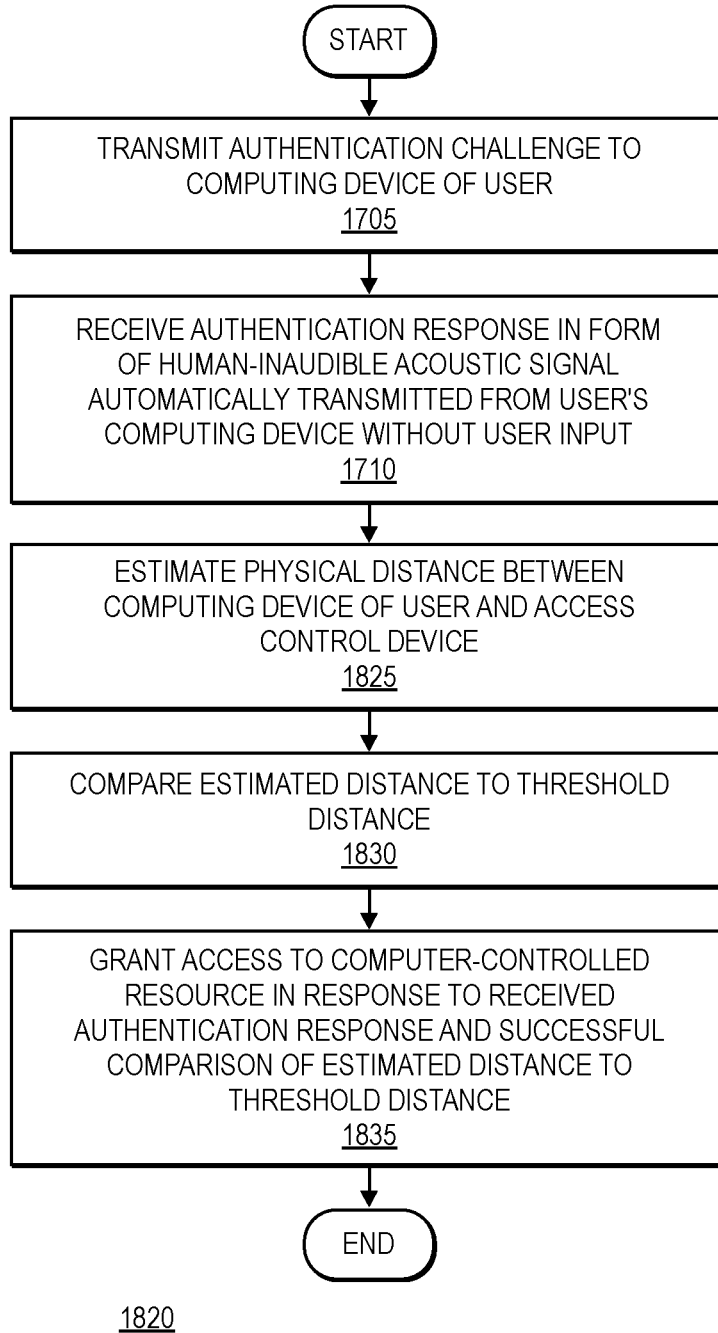 START
TRANSMIT AUTHENTICATION CHALLENGE TO
COMPUTING DEVICE OF USER
1705
RECEIVE AUTHENTICATION RESPONSE IN FORM
OF HUMAN-INAUDIBLE ACOUSTIC SIGNAL
AUTOMATICALLY TRANSMITTED FROM USER'S
COMPUTING DEVICE WITHOUT USER INPUT
1710
ESTIMATE PHYSICAL DISTANCE BETWEEN
COMPUTING DEVICE OF USER AND ACCESS
CONTROL DEVICE
1825
COMPARE ESTIMATED DISTANCE TO THRESHOLD
DISTANCE
1830
GRANT ACCESS TO COMPUTER-CONTROLLED
RESOURCE IN RESPONSE TO RECEIVED
AUTHENTICATION RESPONSE AND SUCCESSFUL
COMPARISON OF ESTIMATED DISTANCE TO
THRESHOLD DISTANCE
1835
END
1820